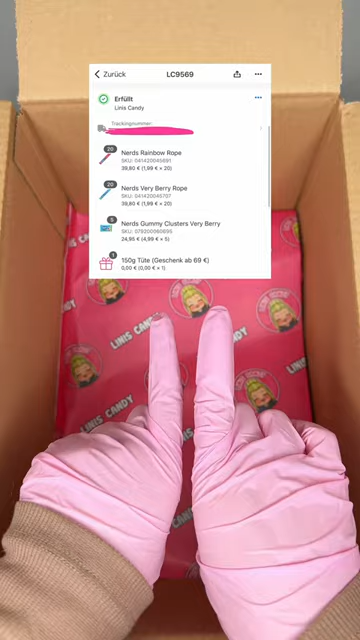 Zurück
LC9569
Erfüllt
Linis Candy
Trackingnummer:
20
Nerds Rainbow Rope
SKU: 041420045691
39,80 € (1,99 € × 20)
20
Nerds Very Berry Rope
SKU: 041420045707
39,80 € (1,99 € × 20)
5
Nerds Gummy Clusters Very Berry
SKU: 079200060695
24,95 € (4,99 € × 5)
1
150g Tüte (Geschenk ab 69 €)
0,00 € (0,00 € × 1)
LINIS CANDY
LINIS CANDY
LINIS CANDY